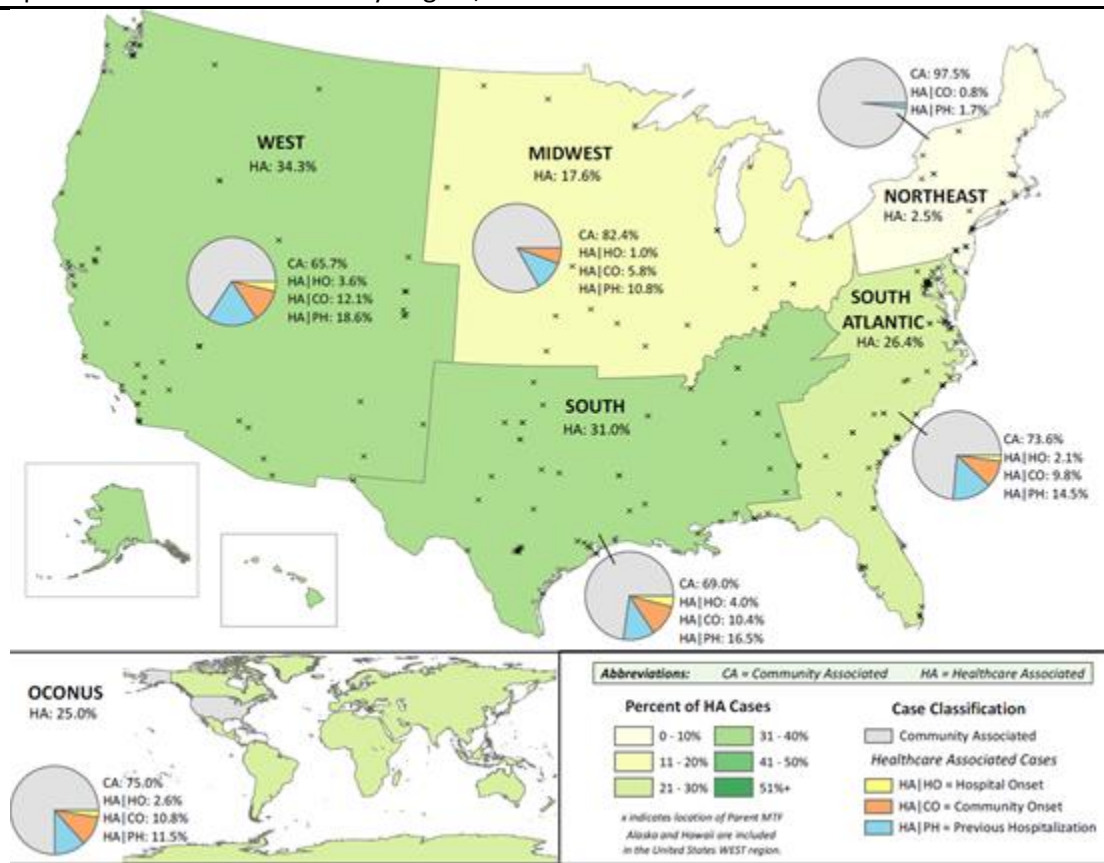 CA: 97.5%
HA|CO: 0.8%
HA|PH: 1.7%
WEST
HA: 34.3%
MIDWEST
HA: 17.6%
NORTHEAST
HA: 2.5%
CA: 65.7%
HA|HO: 3.6%
HA|CO: 12.1%
HA|PH: 18.6%
CA: 82.4%
HA|HO: 1.0%
HA|CO: 5.8%
HA|PH: 10.8%
SOUTH
ATLANTIC
HA: 26.4%
SOUTH
HA: 31.0%
CA: 73.6%
HA|HO: 2.1%
HA|CO: 9.8%
HA|PH: 14.5%
CA: 69.0%
HA|HO: 4.0%
HA|CO: 10.4%
HA|PH: 16.5%
OCONUS
HA: 25.0%
CA: 75.0%
HA|HO: 2.6%
HA|CO: 10.8%
HA|PH: 11.5%
Abbreviations: CA = Community Associated HA = Healthcare Associated
Percent of HA Cases
0 - 10% 31 - 40%
11 - 20% 41 - 50%
21 - 30% 51%+
x indicates location of Parent MTF
Alaska and Hawaii are included
in the United States WEST region.
Case Classification
Community Associated
Healthcare Associated Cases
HA|HO = Hospital Onset
HA|CO = Community Onset
HA|PH = Previous Hospitalization